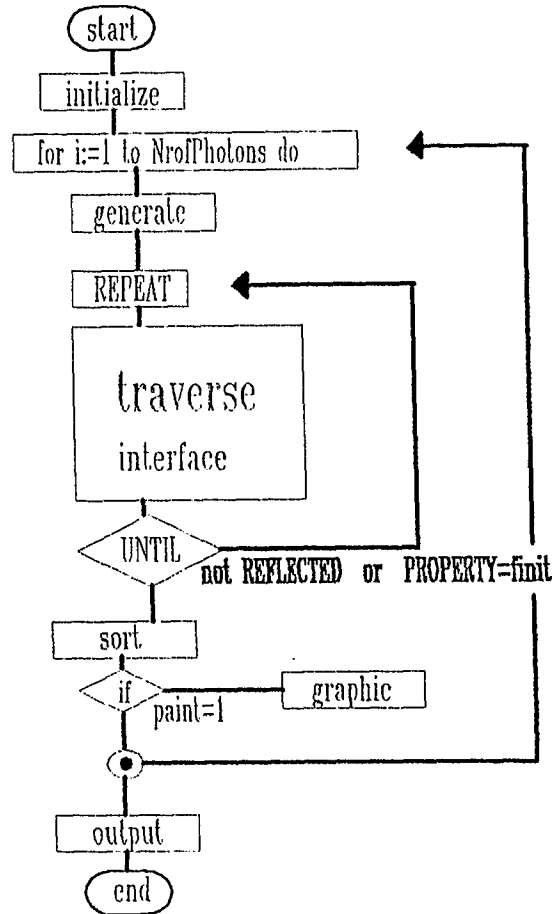 start
initialize
for i:=1 to NrofPhotons do
generate
REPEAT
traverse
interface
UNTIL
not REFLECTED or PROPERTY=finit
sort
if
paint=1
graphic
output
end